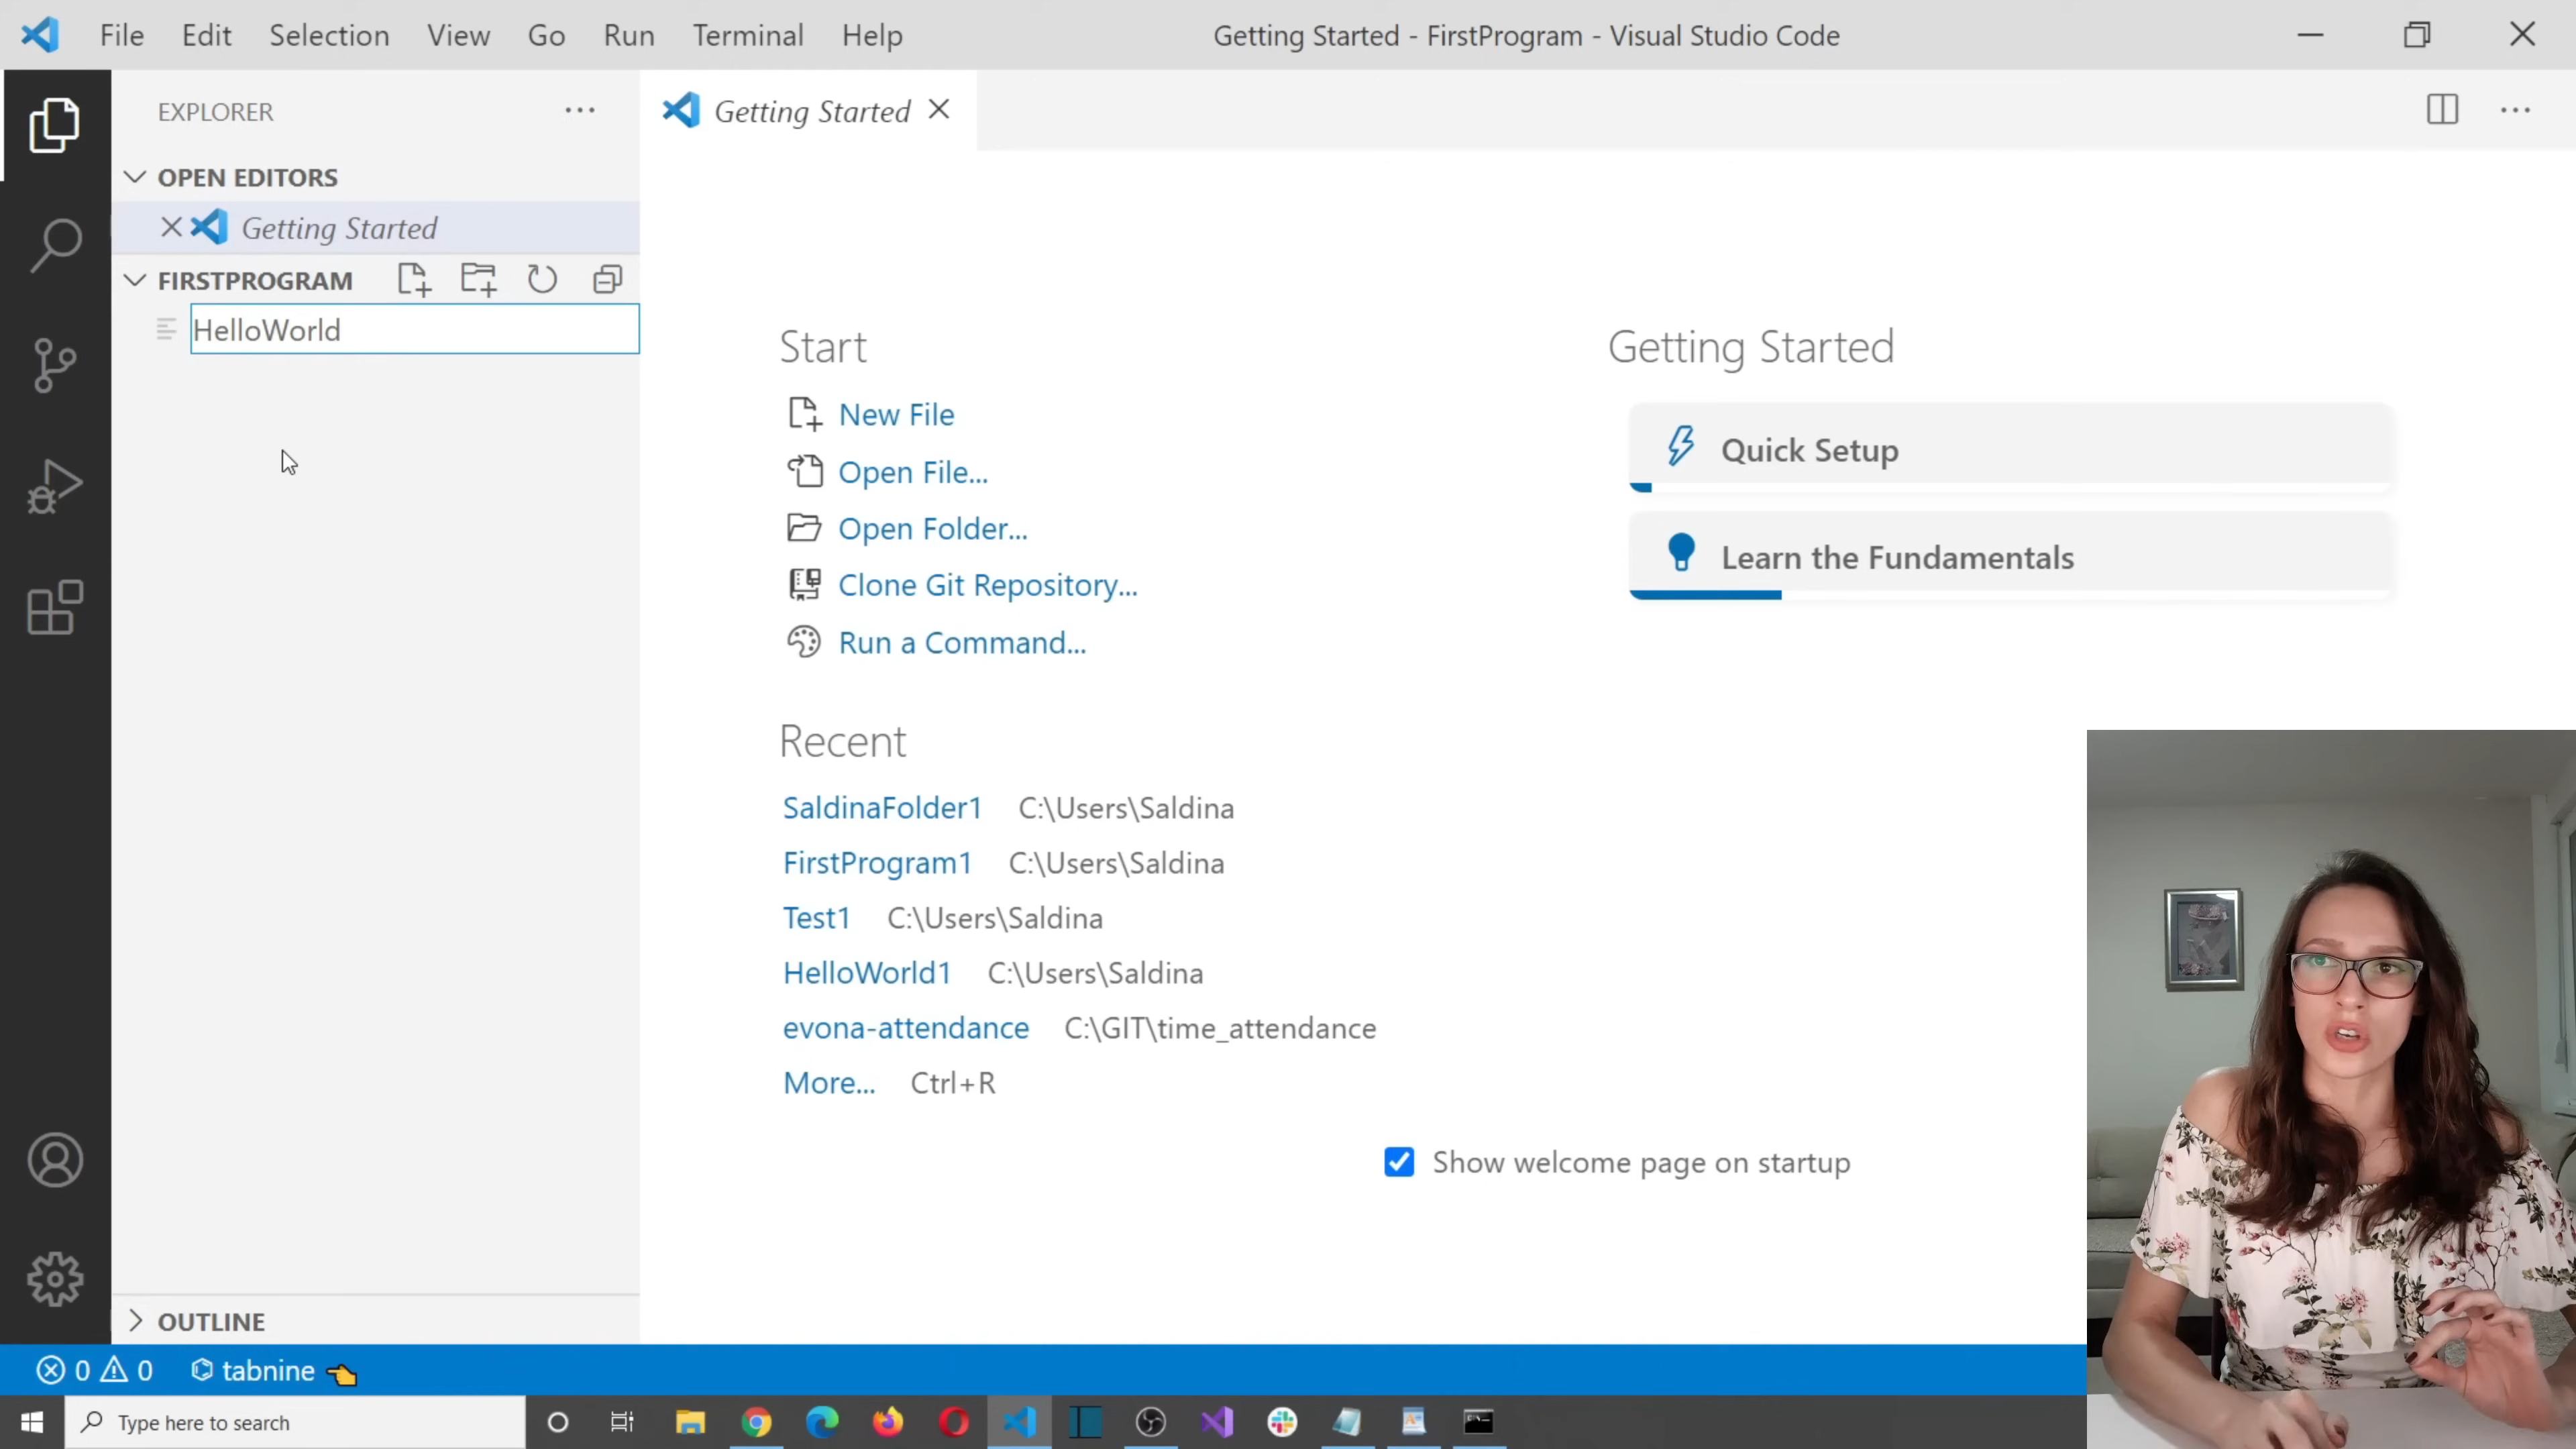 File Edit Selection View Go Run Terminal Help
Getting Started - FirstProgram - Visual Studio Code
EXPLORER
OPEN EDITORS
Getting Started
FIRSTPROGRAM
HelloWorld
OUTLINE
Getting Started
Start
New File
Open File...
Open Folder...
Clone Git Repository...
Run a Command...
Recent
SaldinaFolder1 C:\Users\Saldina
FirstProgram1 C:\Users\Saldina
Test1 C:\Users\Saldina
HelloWorld1 C:\Users\Saldina
evona-attendance C:\GIT\time_attendance
More... Ctrl+R
Getting Started
Quick Setup
Learn the Fundamentals
Show welcome page on startup
0 0 tabnine
Type here to search